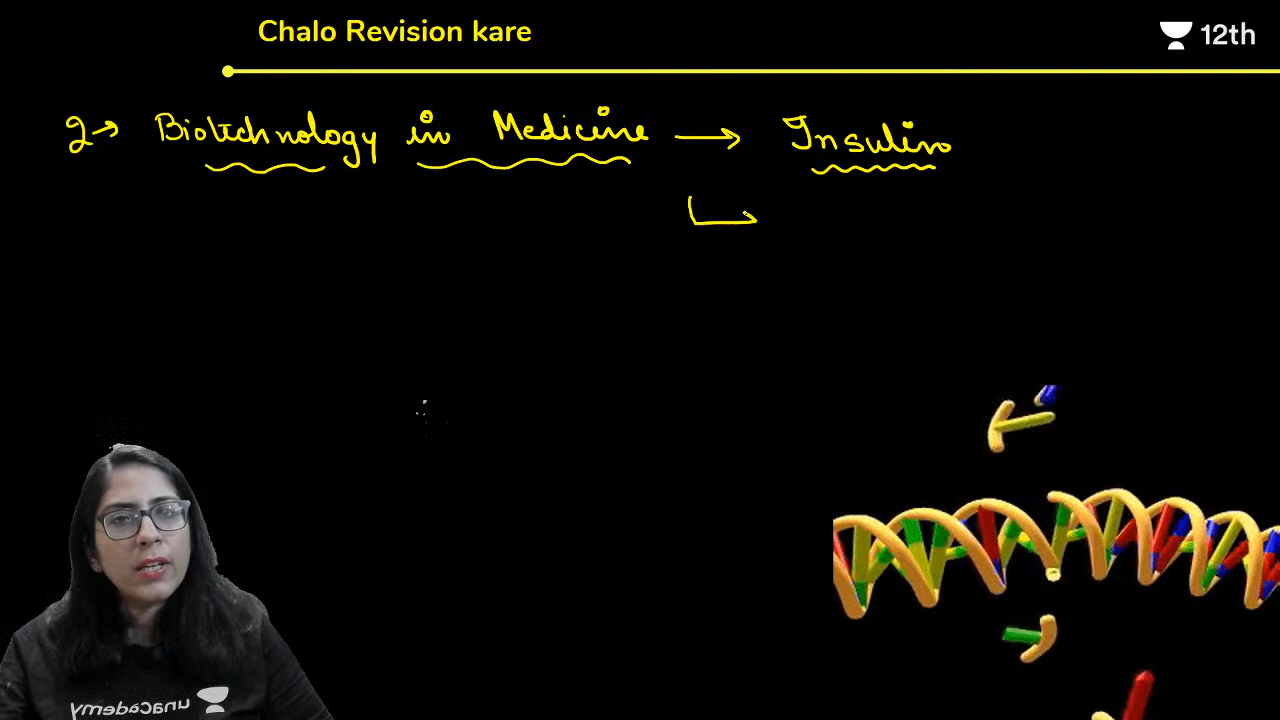 Chalo Revision kare
12th
2→ Biotechnology in Medicine → Insulin
unacademy